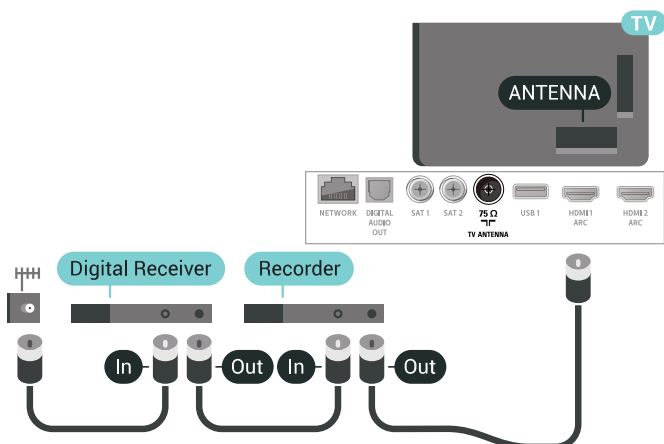 TV
ANTENNA
NETWORK
DIGITAL
AUDIO
OUT
SAT 1
SAT 2
75 Ω
TV ANTENNA
USB 1
HDMI 1
ARC
HDMI 2
ARC
Digital Receiver
Recorder
In
Out
In
Out